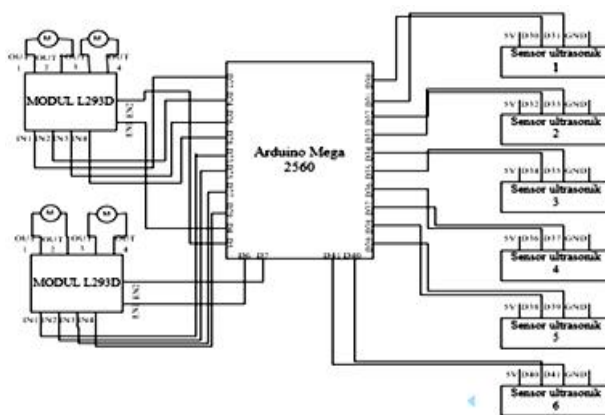 M
M
OUT OUT OUT OUT
1 2 3 4
MODUL L293D
EN1 EN2
IN1 IN2 IN3 IN4
M
M
OUT OUT OUT OUT
1 2 3 4
MODUL L293D
EN1 EN2
IN1 IN2 IN3 IN4
Arduino Mega
2560
D6 D7
D41 D40
5V D30 D31 GND
Sensor ultrasonik
1
5V D32 D33 GND
Sensor ultrasonik
2
5V D34 D35 GND
Sensor ultrasonik
3
5V D36 D37 GND
Sensor ultrasonik
4
5V D38 D39 GND
Sensor ultrasonik
5
5V D40 D41 GND
Sensor ultrasonik
6